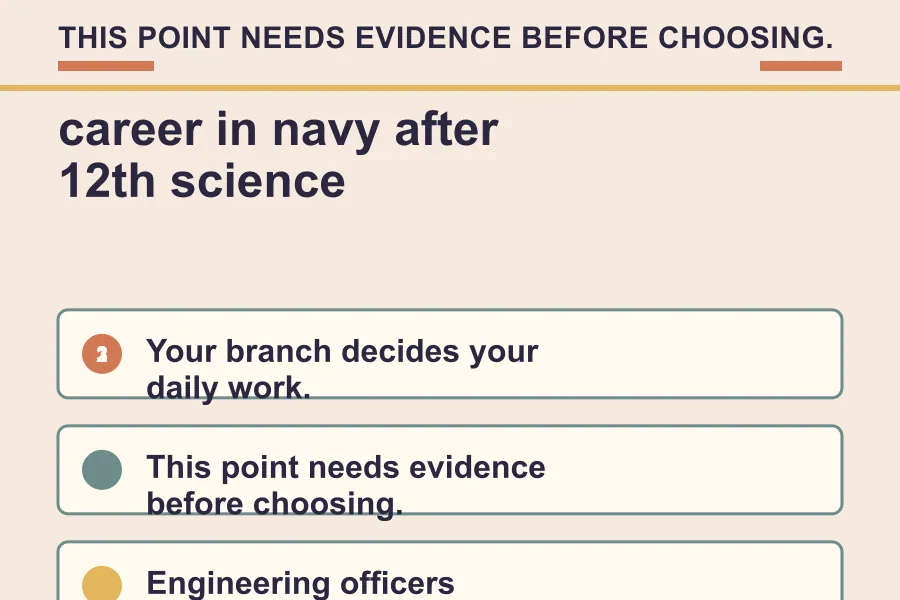 THIS POINT NEEDS EVIDENCE BEFORE CHOOSING.
career in navy after
12th science
Your branch decides your
daily work.
This point needs evidence
before choosing.
Engineering officers